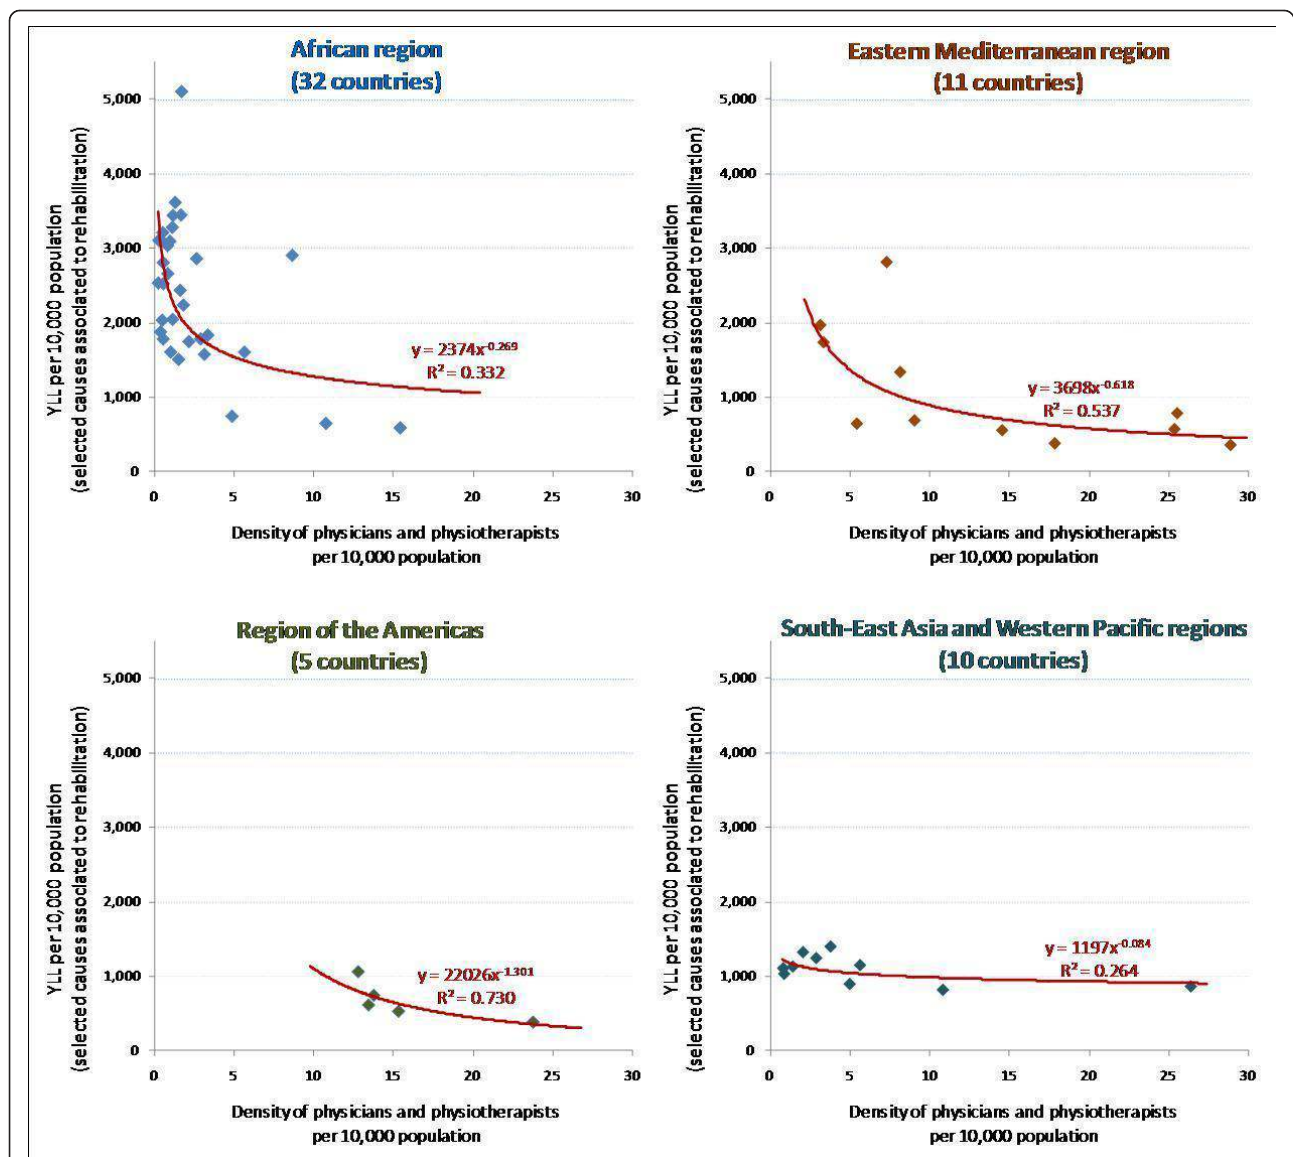 African region
(32 countries)
5,000
4,000
3,000
2,000
1,000
0
YLL per 10,000 population
(selected causes associated to rehabilitation)
y = 2374x^-0.269
R² = 0.332
0 5 10 15 20 25 30
Density of physicians and physiotherapists
per 10,000 population
Eastern Mediterranean region
(11 countries)
5,000
4,000
3,000
2,000
1,000
0
YLL per 10,000 population
(selected causes associated to rehabilitation)
y = 3698x^-0.618
R² = 0.537
0 5 10 15 20 25 30
Density of physicians and physiotherapists
per 10,000 population
Region of the Americas
(5 countries)
5,000
4,000
3,000
2,000
1,000
0
YLL per 10,000 population
(selected causes associated to rehabilitation)
y = 22026x^-1.301
R² = 0.730
0 5 10 15 20 25 30
Density of physicians and physiotherapists
per 10,000 population
South-East Asia and Western Pacific regions
(10 countries)
5,000
4,000
3,000
2,000
1,000
0
YLL per 10,000 population
(selected causes associated to rehabilitation)
y = 1197x^-0.084
R² = 0.264
0 5 10 15 20 25 30
Density of physicians and physiotherapists
per 10,000 population